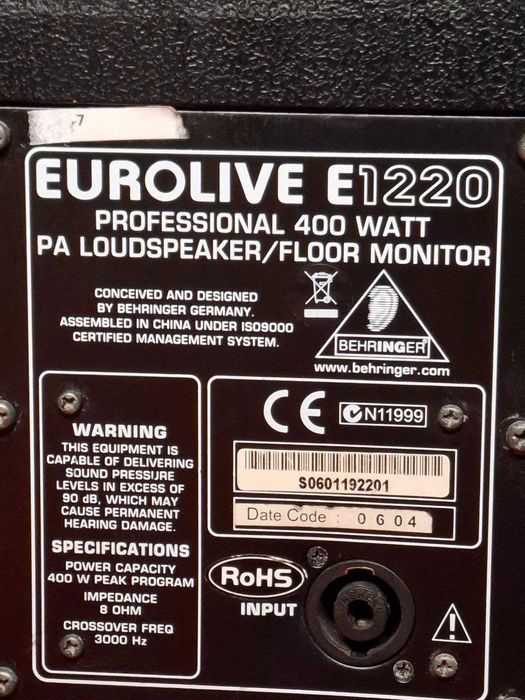 7
EUROLIVE E1220
PROFESSIONAL 400 WATT
PA LOUDSPEAKER/FLOOR MONITOR
CONCEIVED AND DESIGNED
BY BEHRINGER GERMANY.
ASSEMBLED IN CHINA UNDER ISO9000
CERTIFIED MANAGEMENT SYSTEM.
BEHRINGER
www.behringer.com
WARNING
THIS EQUIPMENT IS
CAPABLE OF DELIVERING
SOUND PRESSURE
LEVELS IN EXCESS OF
90 dB, WHICH MAY
CAUSE PERMANENT
HEARING DAMAGE.
SPECIFICATIONS
POWER CAPACITY
400 W PEAK PROGRAM
IMPEDANCE
8 OHM
CROSSOVER FREQ
3000 Hz
CE N11999
S0601192201
Date Code : 0604
RoHS
INPUT